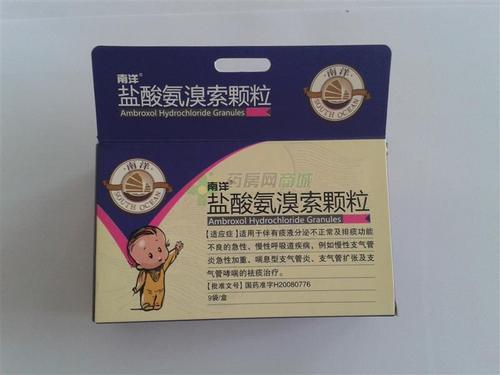 南洋®
盐酸氨溴索颗粒
Ambroxol Hydrochloride Granules
南洋
SOUTH OCEAN
南洋
SOUTH OCEAN
药房网商城
南洋®
盐酸氨溴索颗粒
Ambroxol Hydrochloride Granules
【适应症】适用于伴有痰液分泌不正常及排痰功能
不良的急性、慢性呼吸道疾病，例如慢性支气管
炎急性加重、喘息型支气管炎、支气管扩张及支
气管哮喘的祛痰治疗。
【批准文号】国药准字H20080776
9袋/盒